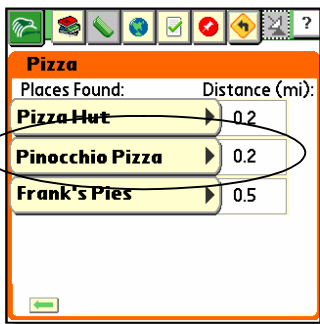 ?
Pizza
Places Found: Distance (mi):
Pizza Hut 0.2
Pinocchio Pizza 0.2
Frank's Pies 0.5